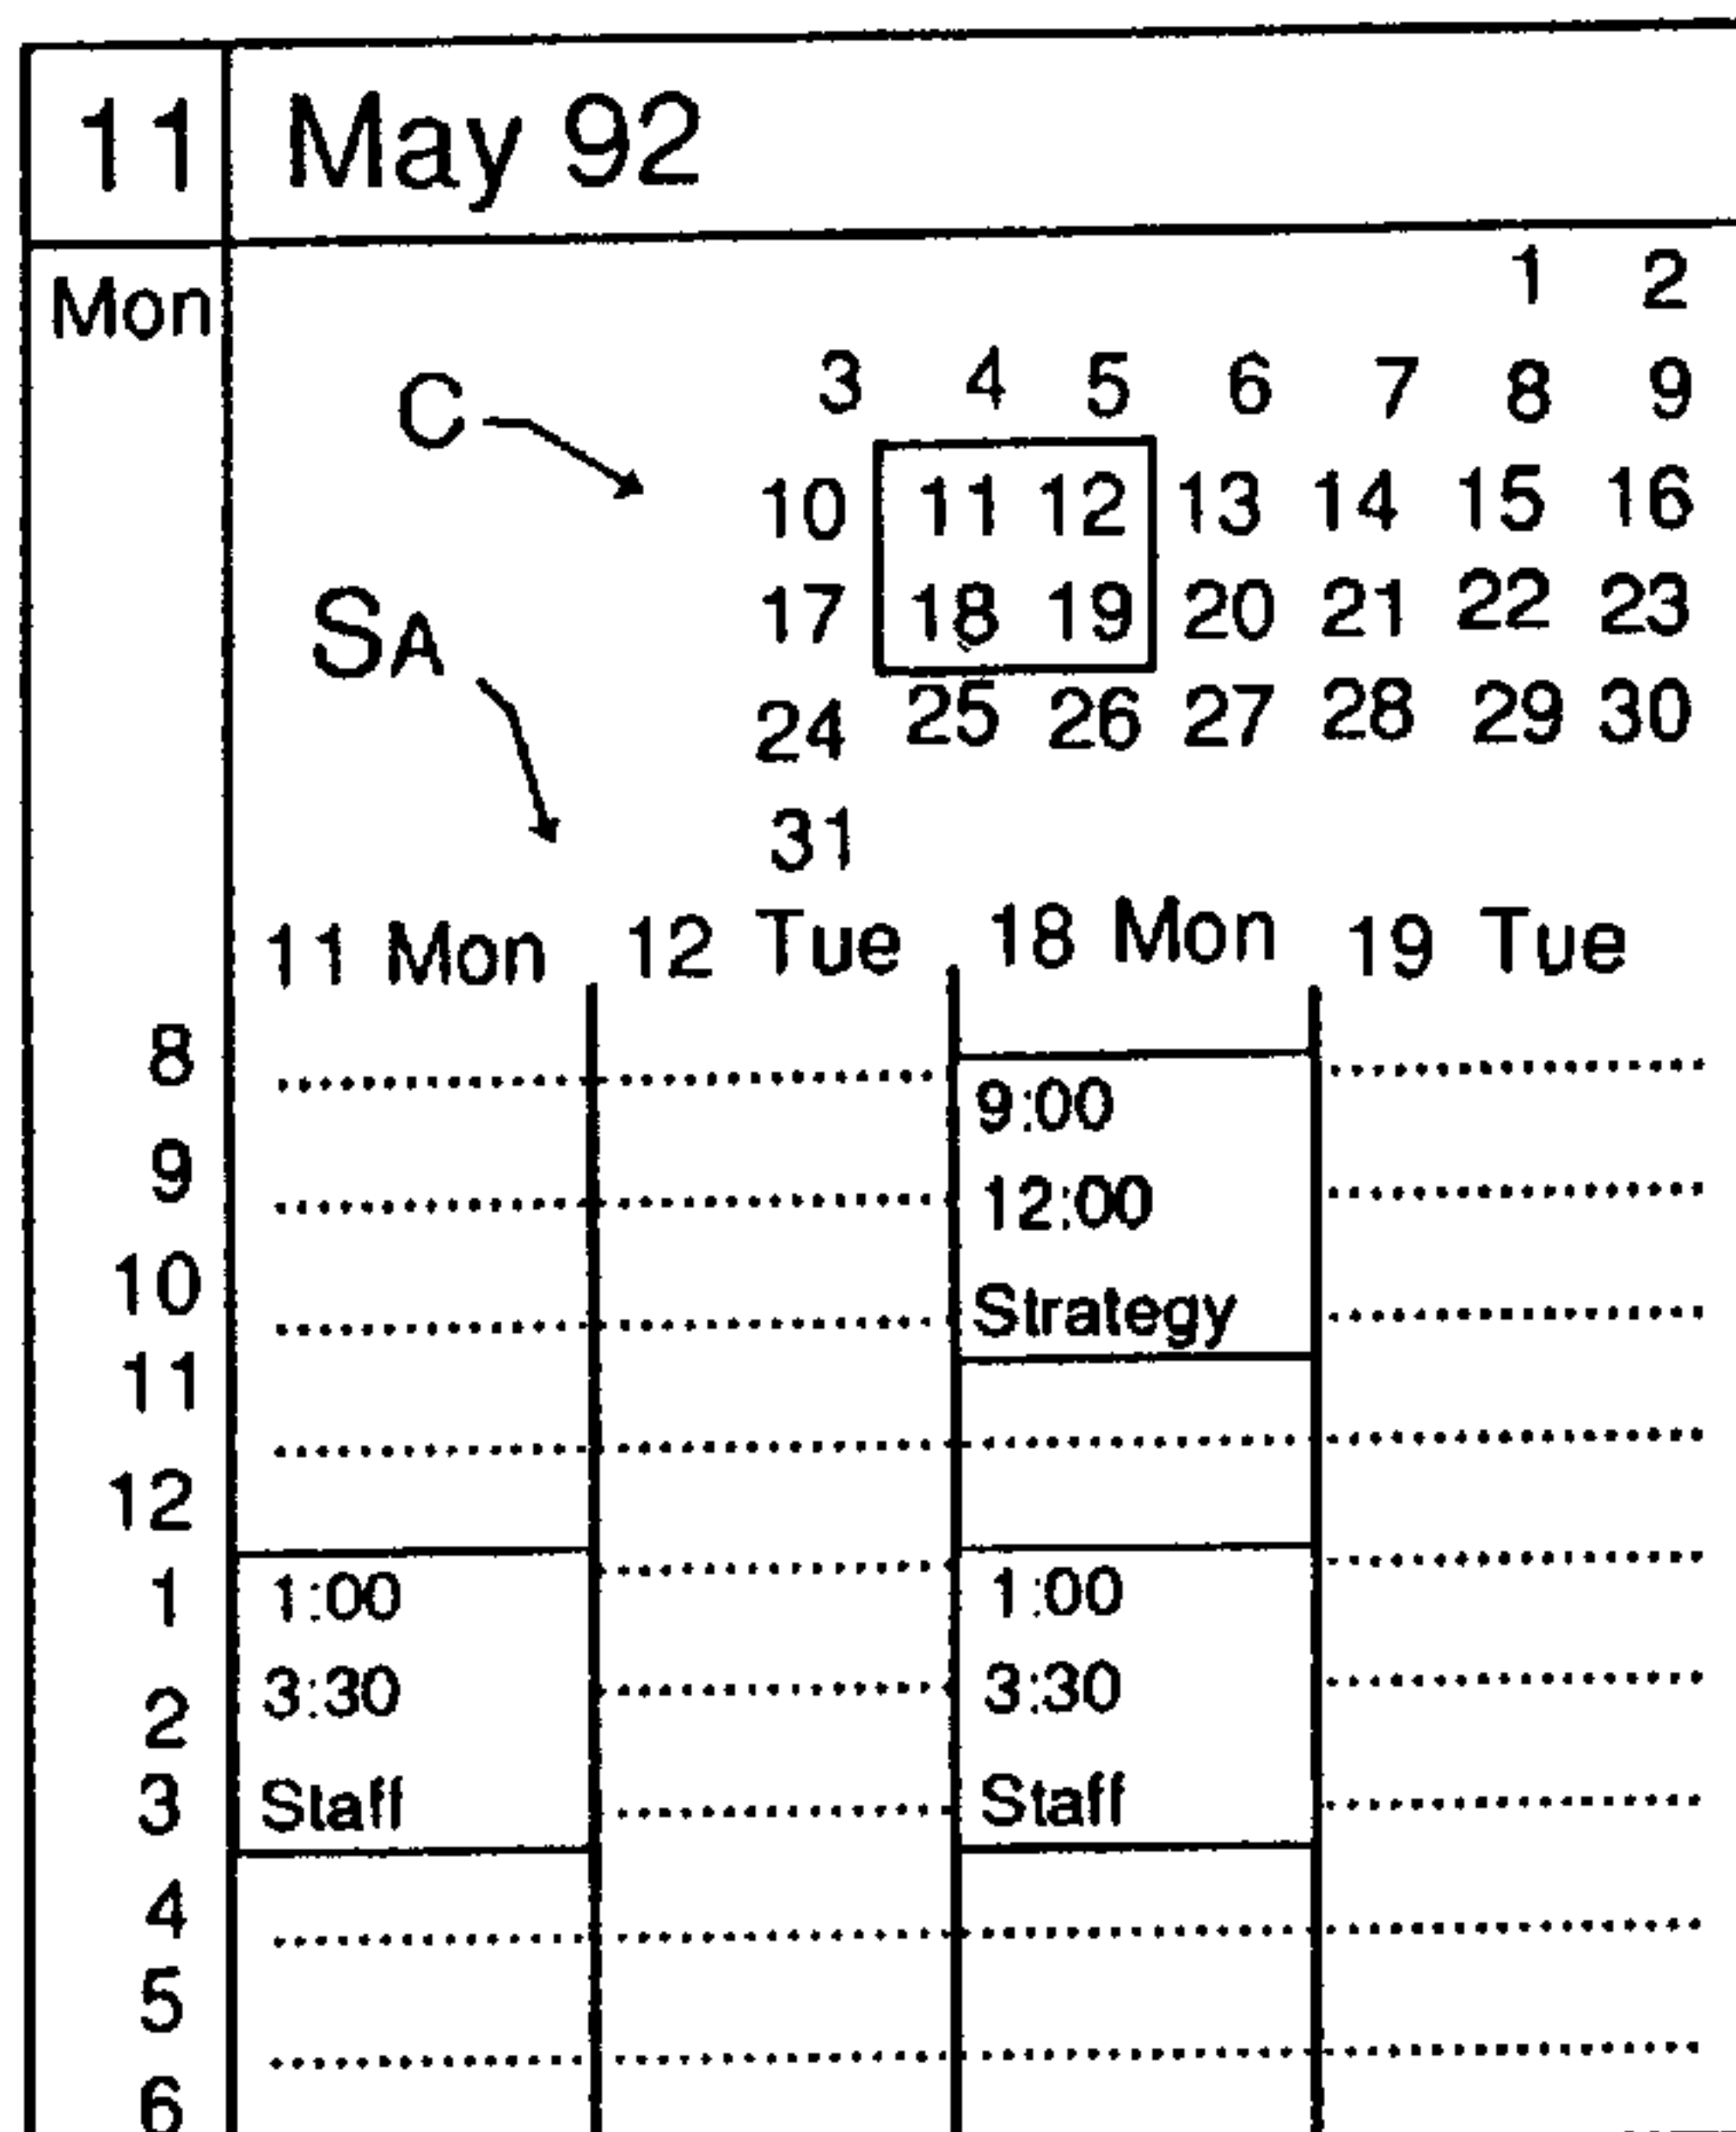 11 May 92
Mon
1 2
3 4 5 6 7 8 9
C
10 11 12 13 14 15 16
17 18 19 20 21 22 23
SA
24 25 26 27 28 29 30
31
11 Mon 12 Tue 18 Mon 19 Tue
8
9:00
9
12:00
10
Strategy
11
12
1 1:00 1:00
2 3:30 3:30
3 Staff Staff
4
5
6